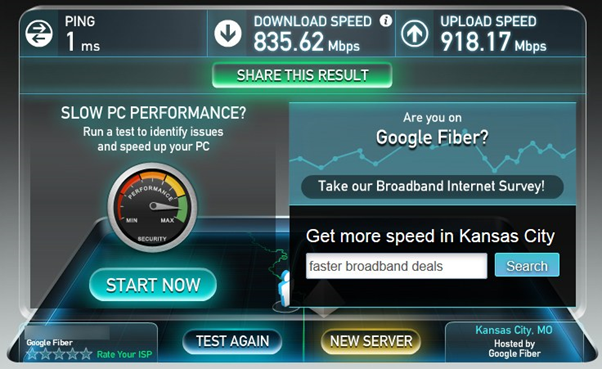 PING
1 ms
DOWNLOAD SPEED
835.62 Mbps
UPLOAD SPEED
918.17 Mbps
SHARE THIS RESULT
SLOW PC PERFORMANCE?
Run a test to identify issues
and speed up your PC
PERFORMANCE
MIN MAX
SECURITY
START NOW
Are you on
Google Fiber?
Take our Broadband Internet Survey!
Get more speed in Kansas City
faster broadband deals Search
Google Fiber
Rate Your ISP
TEST AGAIN
NEW SERVER
Kansas City, MO
Hosted by
Google Fiber